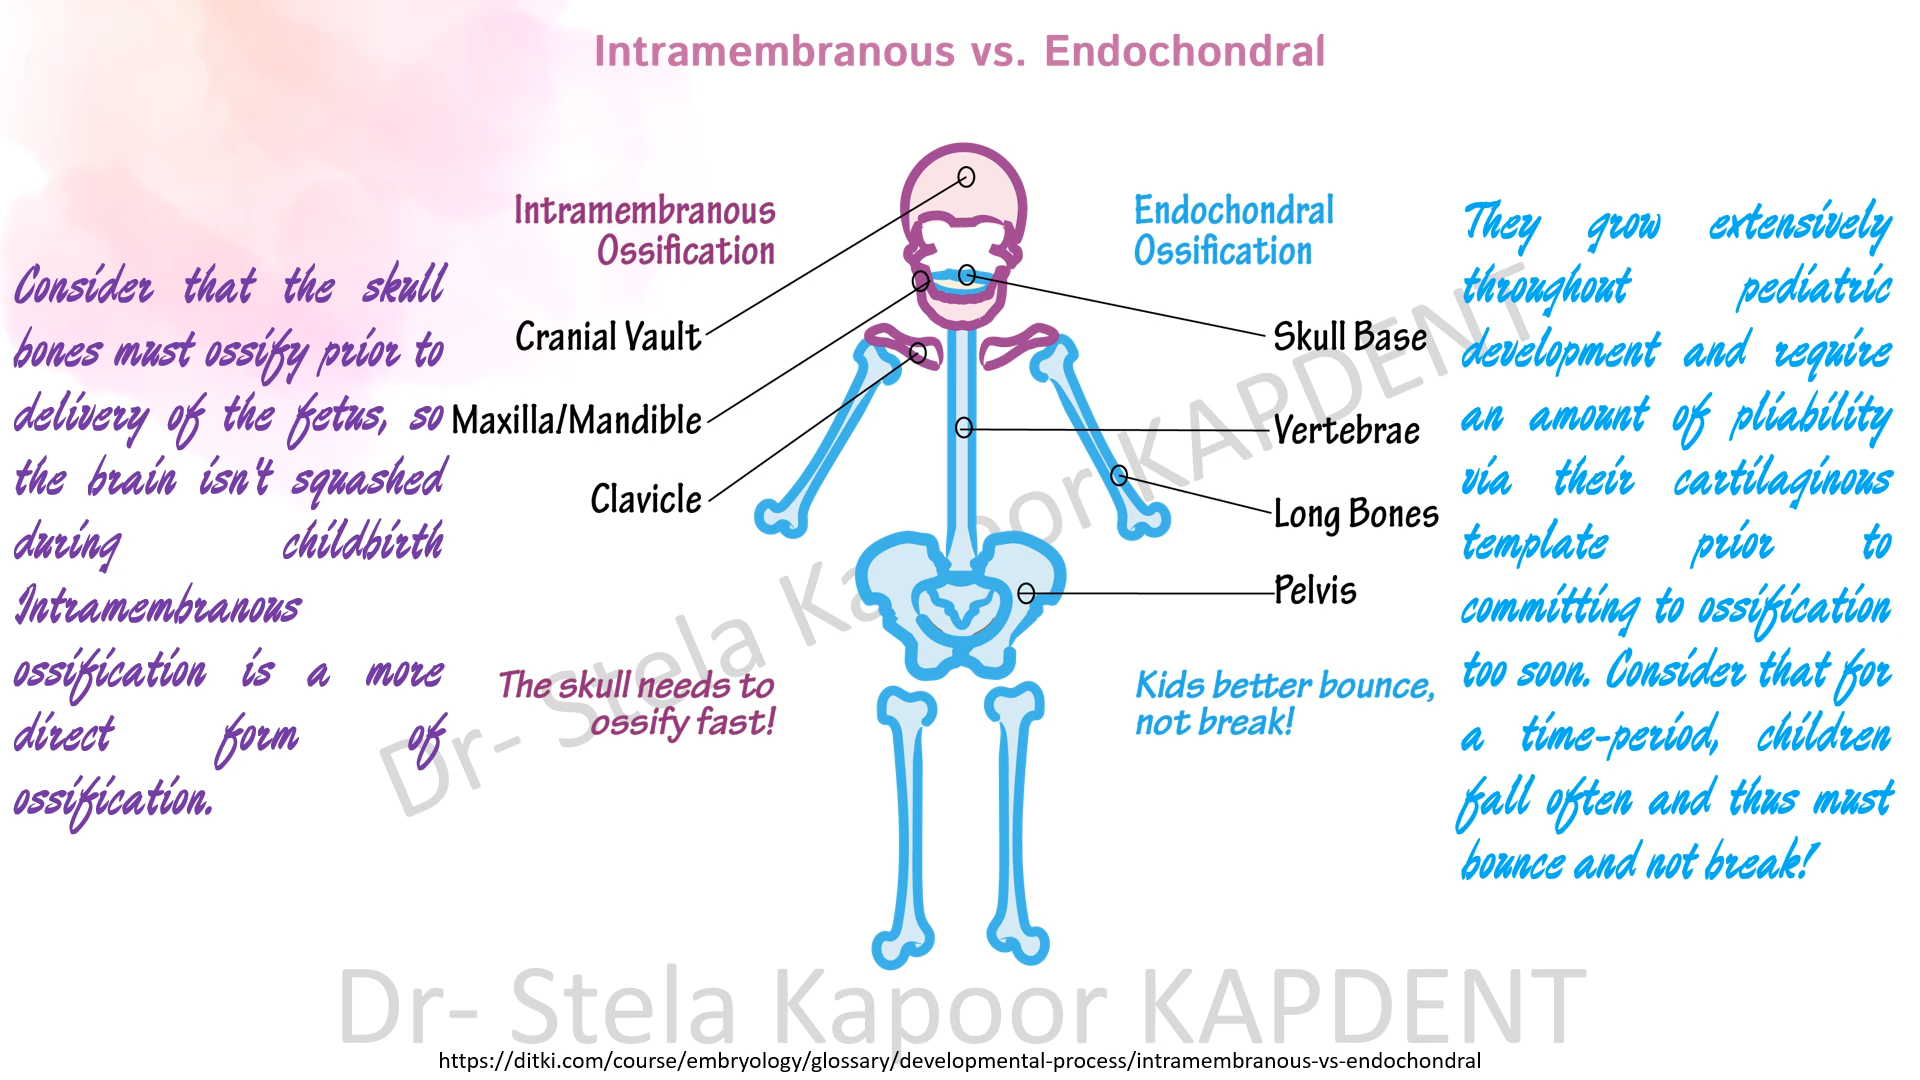 Intramembranous vs. Endochondral
Consider that the skull
bones must ossify prior to
delivery of the fetus, so
the brain isn't squashed
during childbirth
Intramembranous
ossification is a more
direct form of
ossification.
Intramembranous
Ossification
Cranial Vault
Maxilla/Mandible
Clavicle
The skull needs to
ossify fast!
Endochondral
Ossification
Skull Base
Vertebrae
Long Bones
Pelvis
Kids better bounce,
not break!
They grow extensively
throughout pediatric
development and require
an amount of pliability
via their cartilaginous
template prior to
committing to ossification
too soon. Consider that for
a time-period, children
fall often and thus must
bounce and not break!
Dr- Stela Kapoor KAPDENT
Dr- Stela Kapoor KAPDENT
https://ditki.com/course/embryology/glossary/developmental-process/intramembranous-vs-endochondral